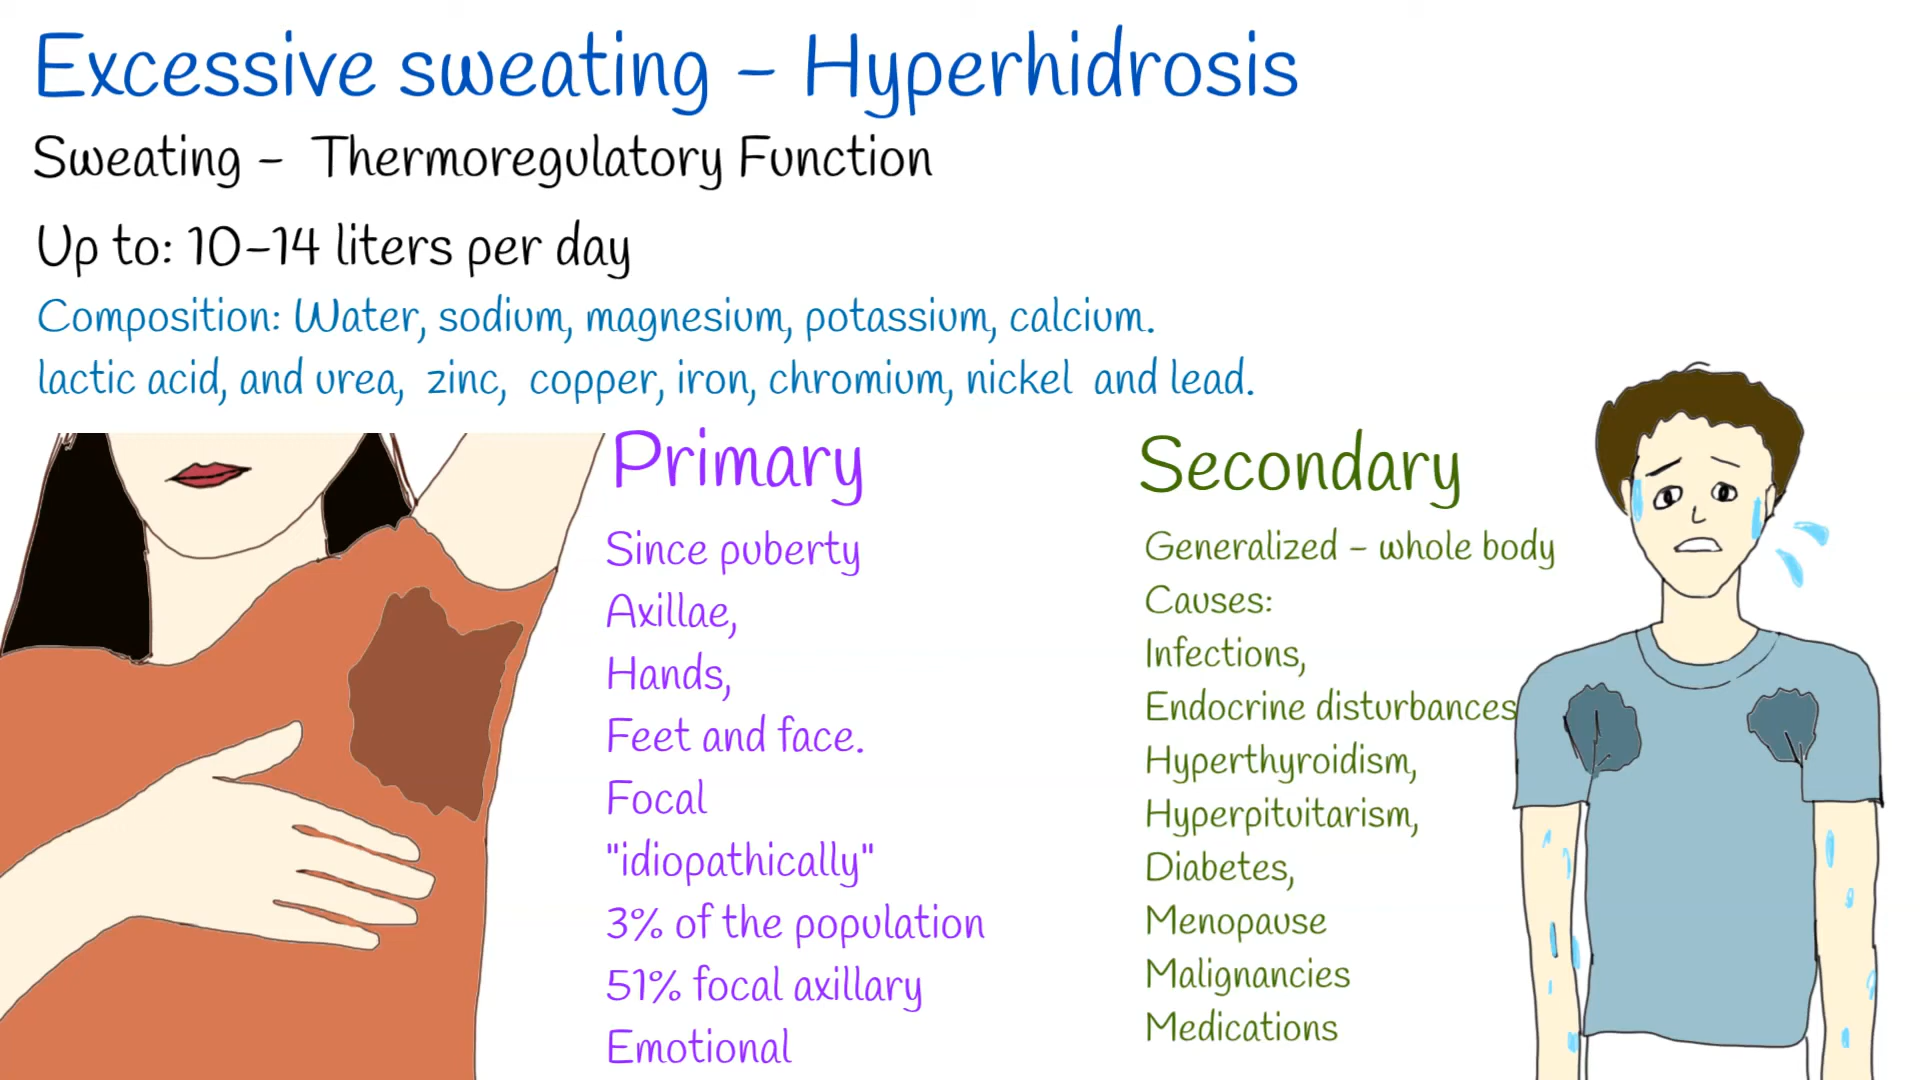 Excessive sweating - Hyperhidrosis
Sweating - Thermoregulatory Function
Up to: 10-14 liters per day
Composition: Water, sodium, magnesium, potassium, calcium.
lactic acid, and urea, zinc, copper, iron, chromium, nickel and lead.
Primary
Since puberty
Axillae,
Hands,
Feet and face.
Focal
"idiopathically"
3% of the population
51% focal axillary
Emotional
Secondary
Generalized - whole body
Causes:
Infections,
Endocrine disturbances
Hyperthyroidism,
Hyperpituitarism,
Diabetes,
Menopause
Malignancies
Medications